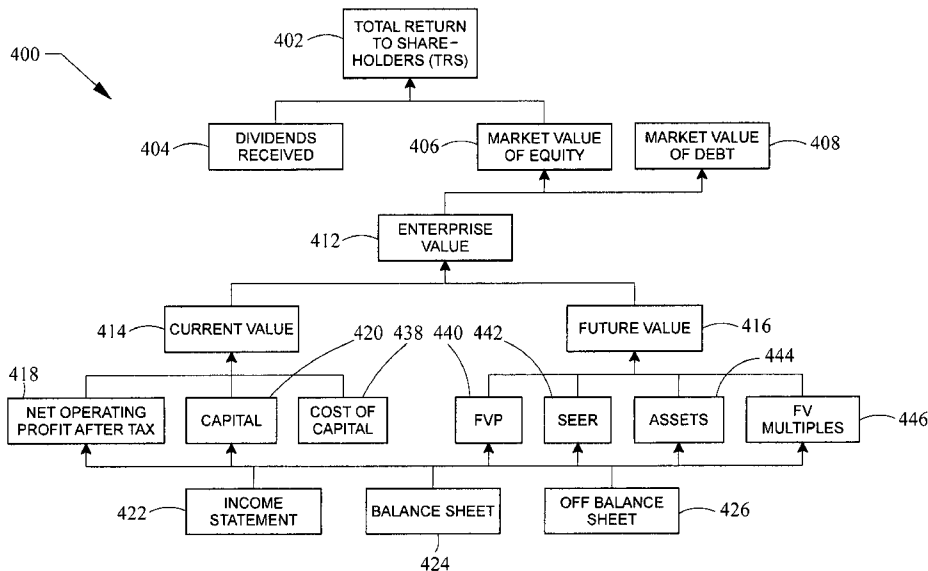 TOTAL RETURN
TO SHARE-
HOLDERS (TRS)
402
400
DIVIDENDS
RECEIVED
404
MARKET VALUE
OF EQUITY
406
MARKET VALUE
OF DEBT
408
ENTERPRISE
VALUE
412
414
CURRENT VALUE
FUTURE VALUE
416
418
420
438
440
442
444
NET OPERATING
PROFIT AFTER TAX
CAPITAL
COST OF
CAPITAL
FVP
SEER
ASSETS
FV
MULTIPLES
446
422
INCOME
STATEMENT
BALANCE SHEET
424
OFF BALANCE
SHEET
426